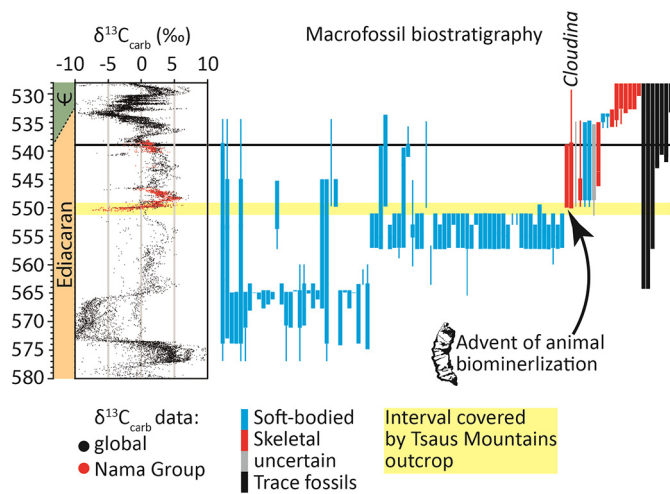 δ13Ccarb (‰)
Macrofossil biostratigraphy
Cloudina
-10 -5 0 5 10
530
535
540
545
550
555
560
565
570
575
580
Є
Ediacaran
Advent of animal
biominerlization
δ13Ccarb data:
global
Nama Group
Soft-bodied
Skeletal
uncertain
Trace fossils
Interval covered
by Tsaus Mountains
outcrop